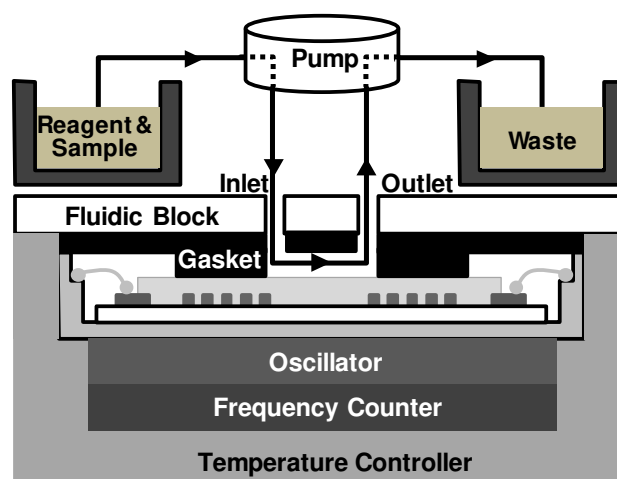 Pump
Reagent &
Sample
Waste
Inlet
Outlet
Fluidic Block
Gasket
Oscillator
Frequency Counter
Temperature Controller